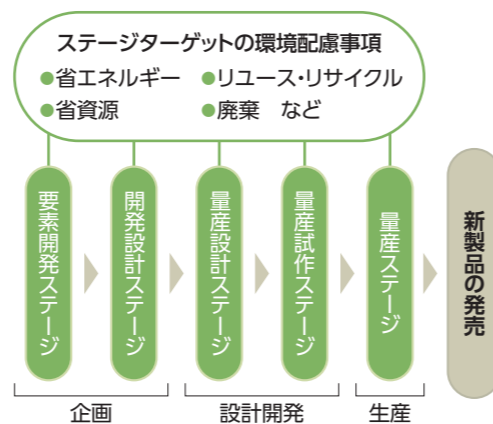 ステージターゲットの環境配慮事項
●省エネルギー ●リユース・リサイクル
●省資源 ●廃棄 など
要素開発ステージ
開発設計ステージ
量産設計ステージ
量産試作ステージ
量産ステージ
新製品の発売
企画
設計開発
生産